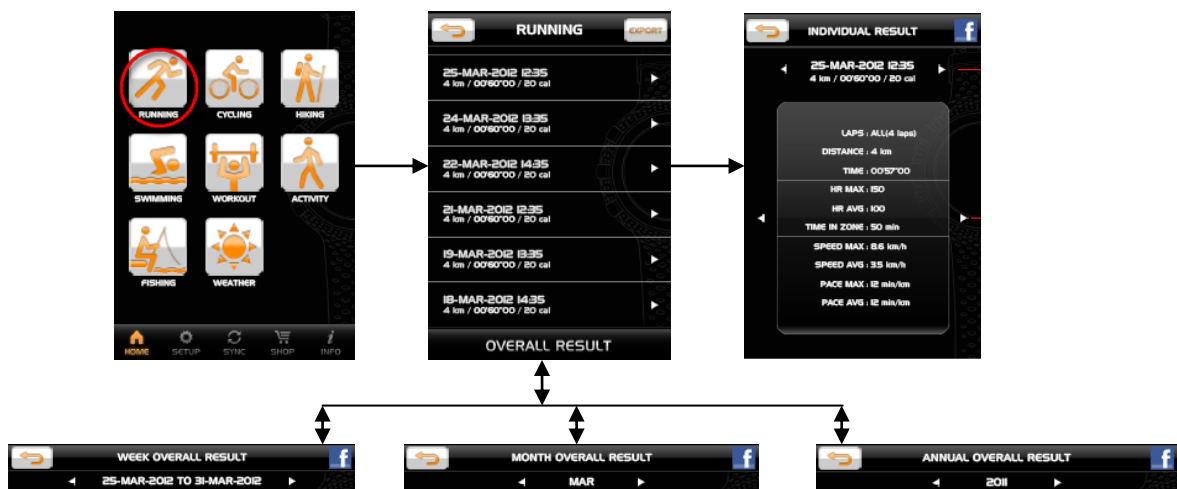 RUNNING CYCLING HIKING
SWIMMING WORKOUT ACTIVITY
FISHING WEATHER
HOME SETUP SYNC SHOP INFO
RUNNING EXPORT
25-MAR-2012 12:35
4 km / 00'60"00 / 20 cal
24-MAR-2012 13:35
4 km / 00'60"00 / 20 cal
22-MAR-2012 14:35
4 km / 00'60"00 / 20 cal
21-MAR-2012 12:35
4 km / 00'60"00 / 20 cal
19-MAR-2012 13:35
4 km / 00'60"00 / 20 cal
18-MAR-2012 14:35
4 km / 00'60"00 / 20 cal
OVERALL RESULT
INDIVIDUAL RESULT f
25-MAR-2012 12:35
4 km / 00'60"00 / 20 cal
LAPS : ALL(4 laps)
DISTANCE : 4 km
TIME : 00'57"00
HR MAX : 150
HR AVG : 100
TIME IN ZONE : 50 min
SPEED MAX : 8.6 km/h
SPEED AVG : 3.5 km/h
PACE MAX : 12 min/km
PACE AVG : 12 min/km
WEEK OVERALL RESULT f
25-MAR-2012 TO 31-MAR-2012
MONTH OVERALL RESULT f
MAR
ANNUAL OVERALL RESULT f
2011